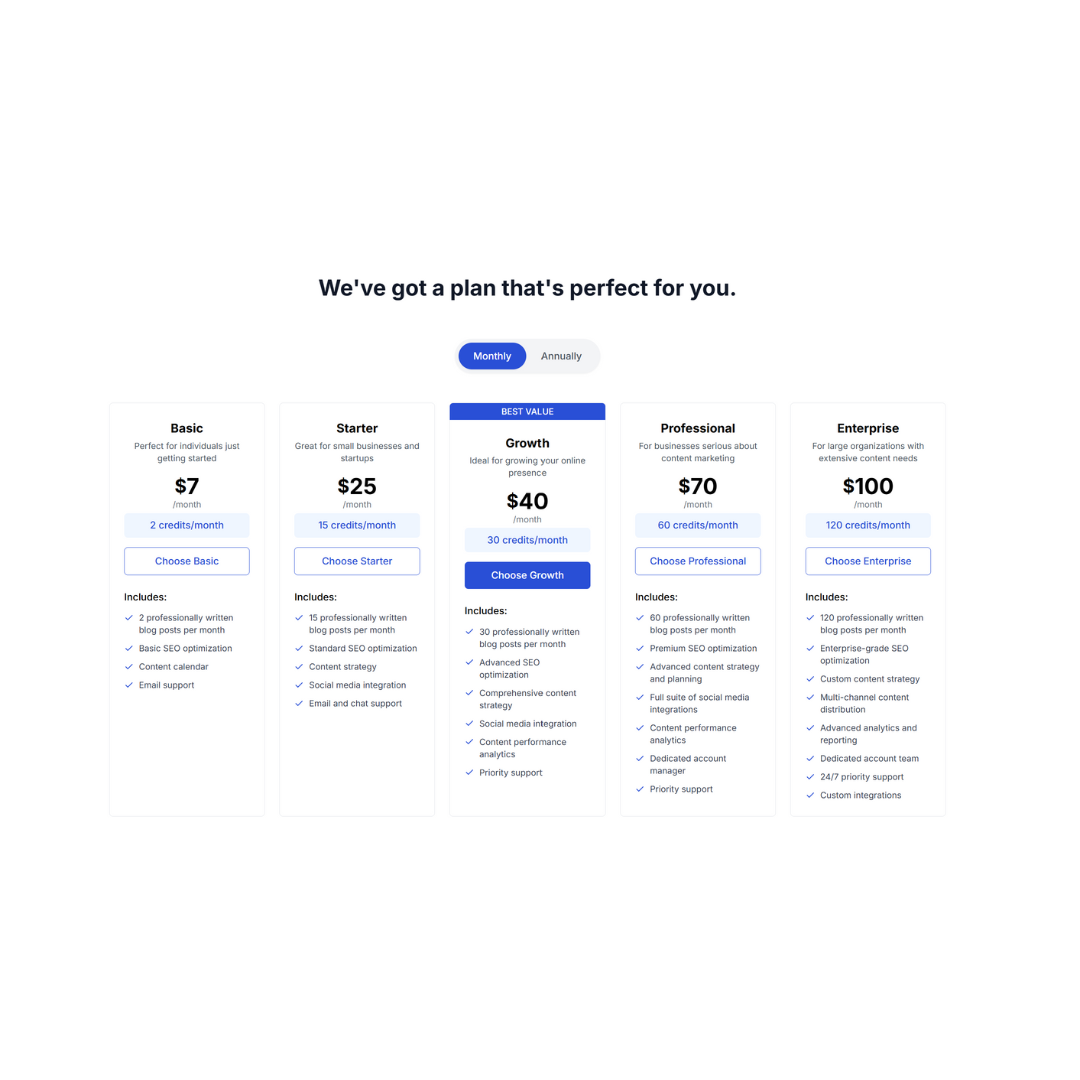 We've got a plan that's perfect for you.
Monthly
Annually
Basic
Perfect for individuals just
getting started
$7
/month
2 credits/month
Choose Basic
Includes:
2 professionally written
blog posts per month
Basic SEO optimization
Content calendar
Email support
Starter
Great for small businesses and
startups
$25
/month
15 credits/month
Choose Starter
Includes:
15 professionally written
blog posts per month
Standard SEO optimization
Content strategy
Social media integration
Email and chat support
BEST VALUE
Growth
Ideal for growing your online
presence
$40
/month
30 credits/month
Choose Growth
Includes:
30 professionally written
blog posts per month
Advanced SEO
optimization
Comprehensive content
strategy
Social media integration
Content performance
analytics
Priority support
Professional
For businesses serious about
content marketing
$70
/month
60 credits/month
Choose Professional
Includes:
60 professionally written
blog posts per month
Premium SEO optimization
Advanced content strategy
and planning
Full suite of social media
integrations
Content performance
analytics
Dedicated account
manager
Priority support
Enterprise
For large organizations with
extensive content needs
$100
/month
120 credits/month
Choose Enterprise
Includes:
120 professionally written
blog posts per month
Enterprise-grade SEO
optimization
Custom content strategy
Multi-channel content
distribution
Advanced analytics and
reporting
Dedicated account team
24/7 priority support
Custom integrations